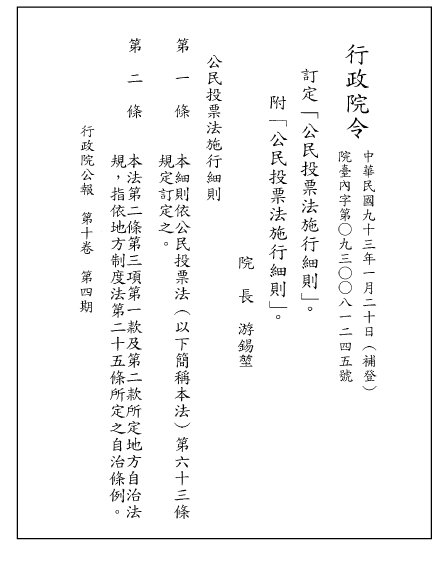 行政院令
中華民國九十三年一月二十日（補登）
院臺內字第〇九三〇〇八一二四五號
訂定「公民投票法施行細則」。
附「公民投票法施行細則」。
院長　游錫堃
公民投票法施行細則
第一條　本細則依公民投票法（以下簡稱本法）第六十三條
規定訂定之。
第二條　本法第二條第三項第一款及第二款所定地方自治法
規，指依地方制度法第二十五條所定之自治條例。
行政院公報　第十卷　第四期